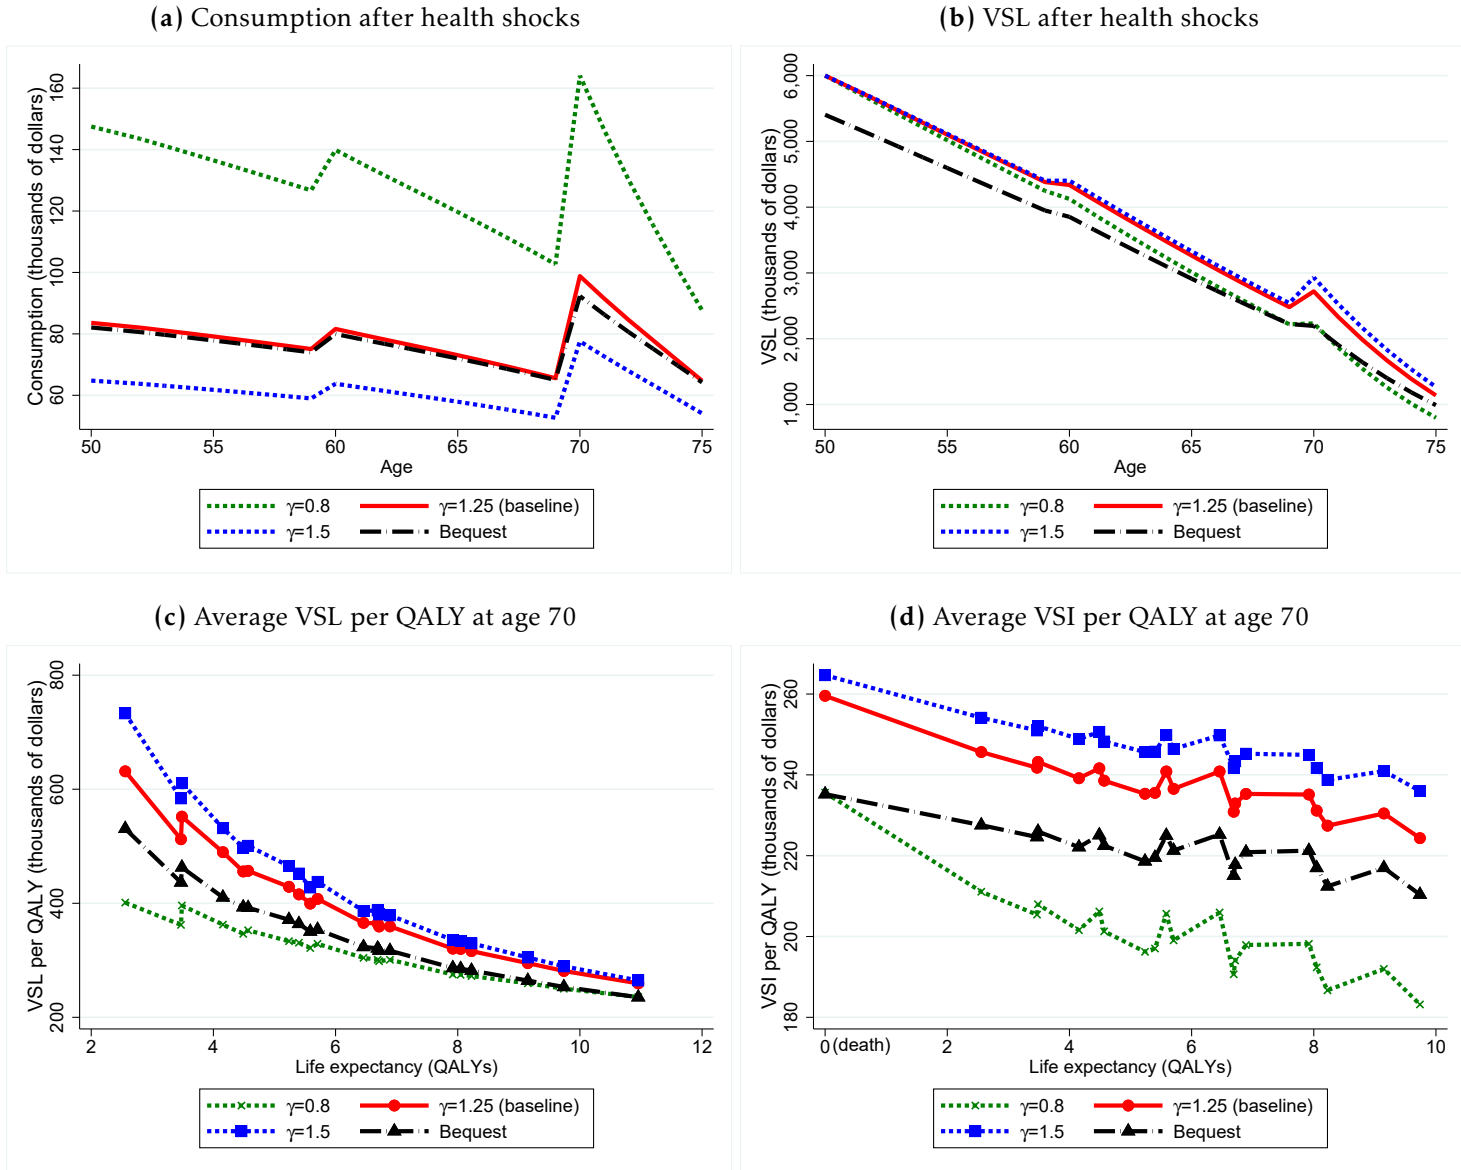 (a) Consumption after health shocks
Consumption (thousands of dollars)
160
140
120
100
80
60
50 55 60 65 70 75
Age
γ=0.8 γ=1.25 (baseline)
γ=1.5 Bequest
(b) VSL after health shocks
VSL (thousands of dollars)
6,000
5,000
4,000
3,000
2,000
1,000
50 55 60 65 70 75
Age
γ=0.8 γ=1.25 (baseline)
γ=1.5 Bequest
(c) Average VSL per QALY at age 70
VSL per QALY (thousands of dollars)
800
600
400
200
2 4 6 8 10 12
Life expectancy (QALYs)
γ=0.8 γ=1.25 (baseline)
γ=1.5 Bequest
(d) Average VSI per QALY at age 70
VSI per QALY (thousands of dollars)
260
240
220
200
180
0 (death) 2 4 6 8 10
Life expectancy (QALYs)
γ=0.8 γ=1.25 (baseline)
γ=1.5 Bequest